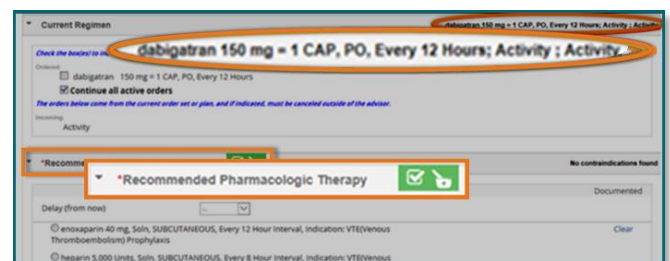 Current Regimen
dabigatran 150 mg = 1 CAP, PO, Every 12 Hours; Activity ; Activity
dabigatran 150 mg = 1 CAP, PO, Every 12 Hours; Activity ; Activity
Check the box(es) to
Ordered
dabigatran 150 mg = 1 CAP, PO, Every 12 Hours
Continue all active orders
The orders below come from the current order set or plan, and if indicated, must be canceled outside of the advisor.
Incoming
Activity
*Recomme
No contraindications found
*Recommended Pharmacologic Therapy
Documented
Delay (from now)
--
enoxaparin 40 mg, Soln, SUBCUTANEOUS, Every 12 Hour Interval, Indication: VTE(Venous
Thromboembolism) Prophylaxis
Clear
heparin 5,000 Units, Soln, SUBCUTANEOUS, Every 8 Hour Interval, Indication: VTE(Venous